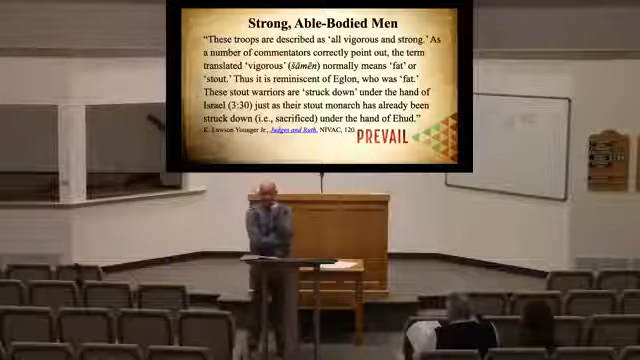 Strong, Able-Bodied Men
“These troops are described as ‘all vigorous and strong.’ As
a number of commentators correctly point out, the term
translated ‘vigorous’ (šāmēn) normally means ‘fat’ or
‘stout.’ Thus it is reminiscent of Eglon, who was ‘fat.’
These stout warriors are ‘struck down’ under the hand of
Israel (3:30) just as their stout monarch has already been
struck down (i.e., sacrificed) under the hand of Ehud.”
K. Lawson Younger Jr., Judges and Ruth, NIVAC, 120.
PREVAIL